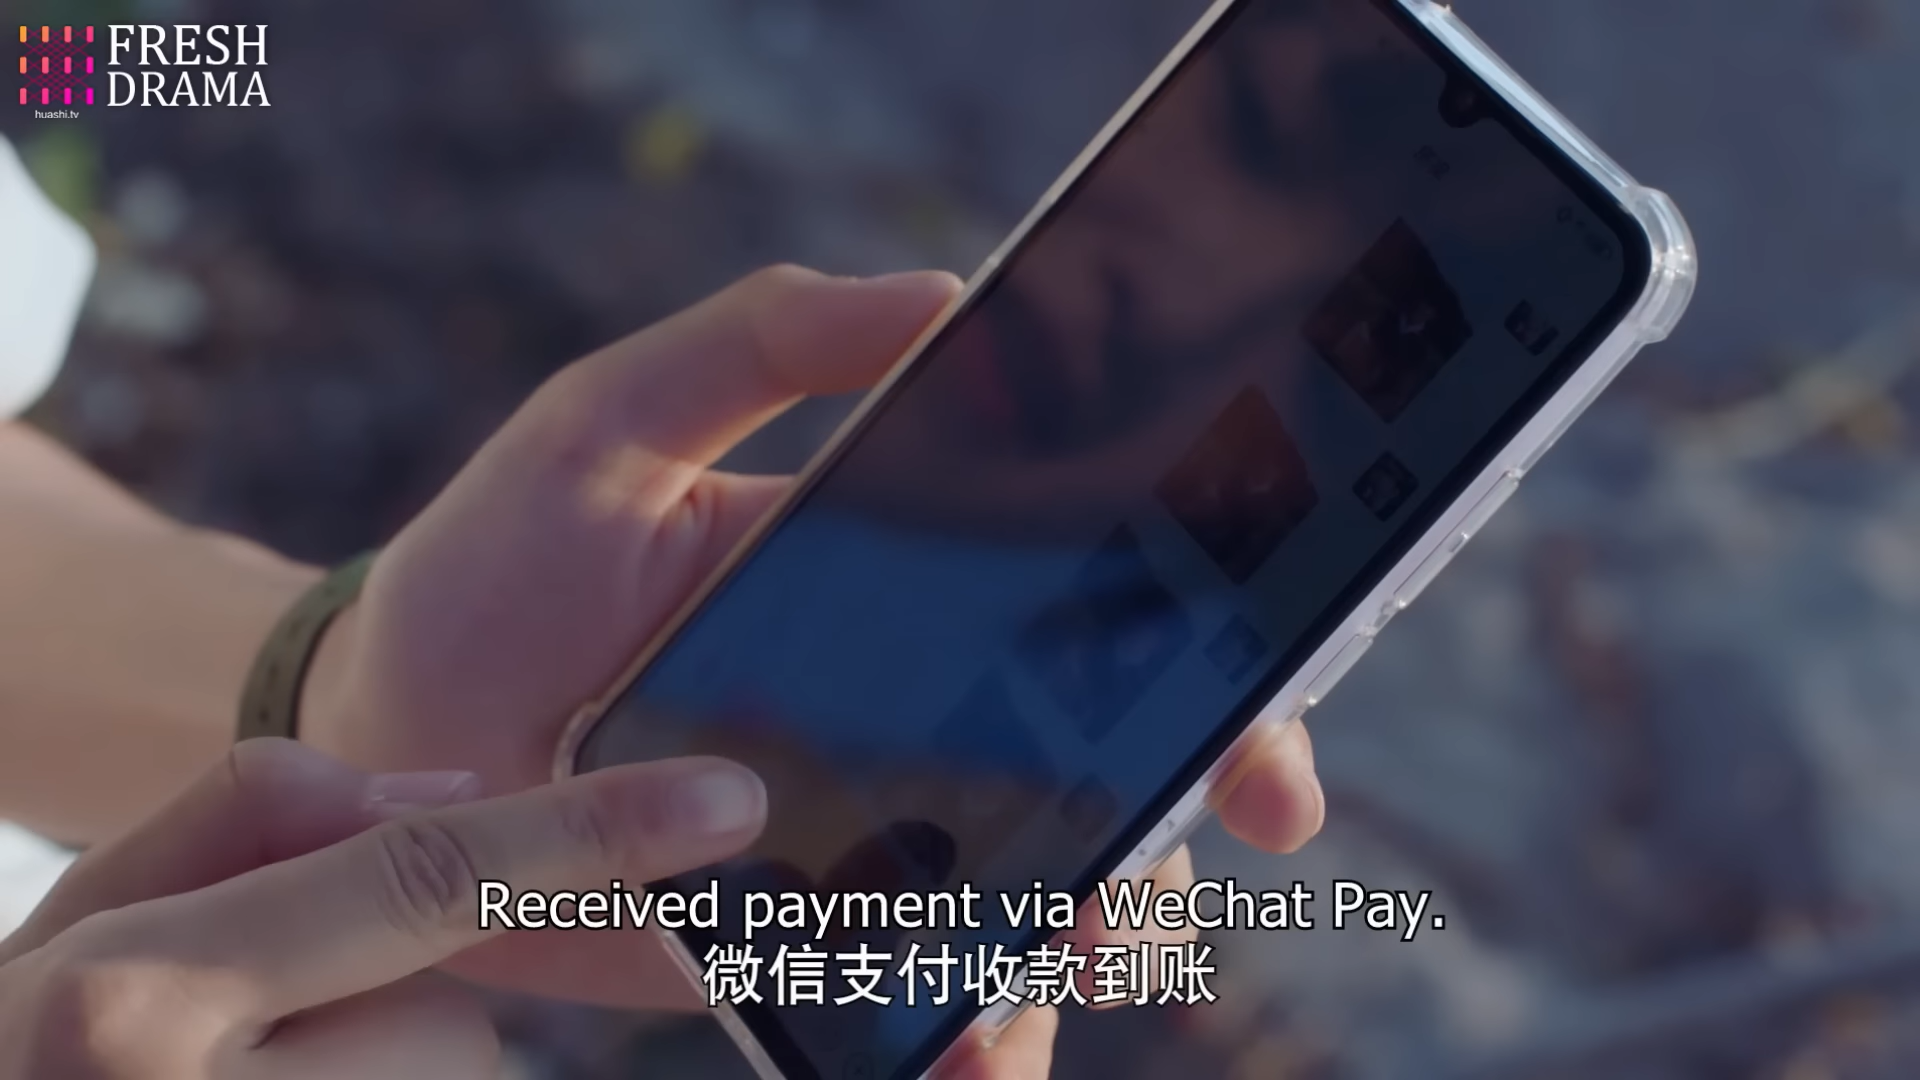 FRESH
DRAMA
huashi.tv
Received payment via WeChat Pay.
微信支付收款到账